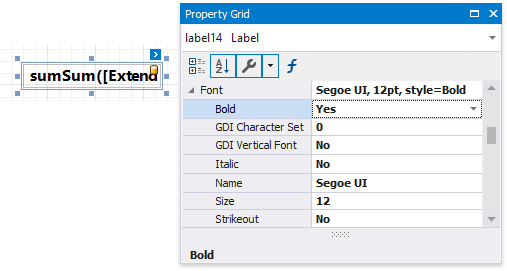 Property Grid
label14 Label
sumSum([Extend
Font Segoe UI, 12pt, style=Bold
Bold Yes
GDI Character Set 0
GDI Vertical Font No
Italic No
Name Segoe UI
Size 12
Strikeout No
Bold